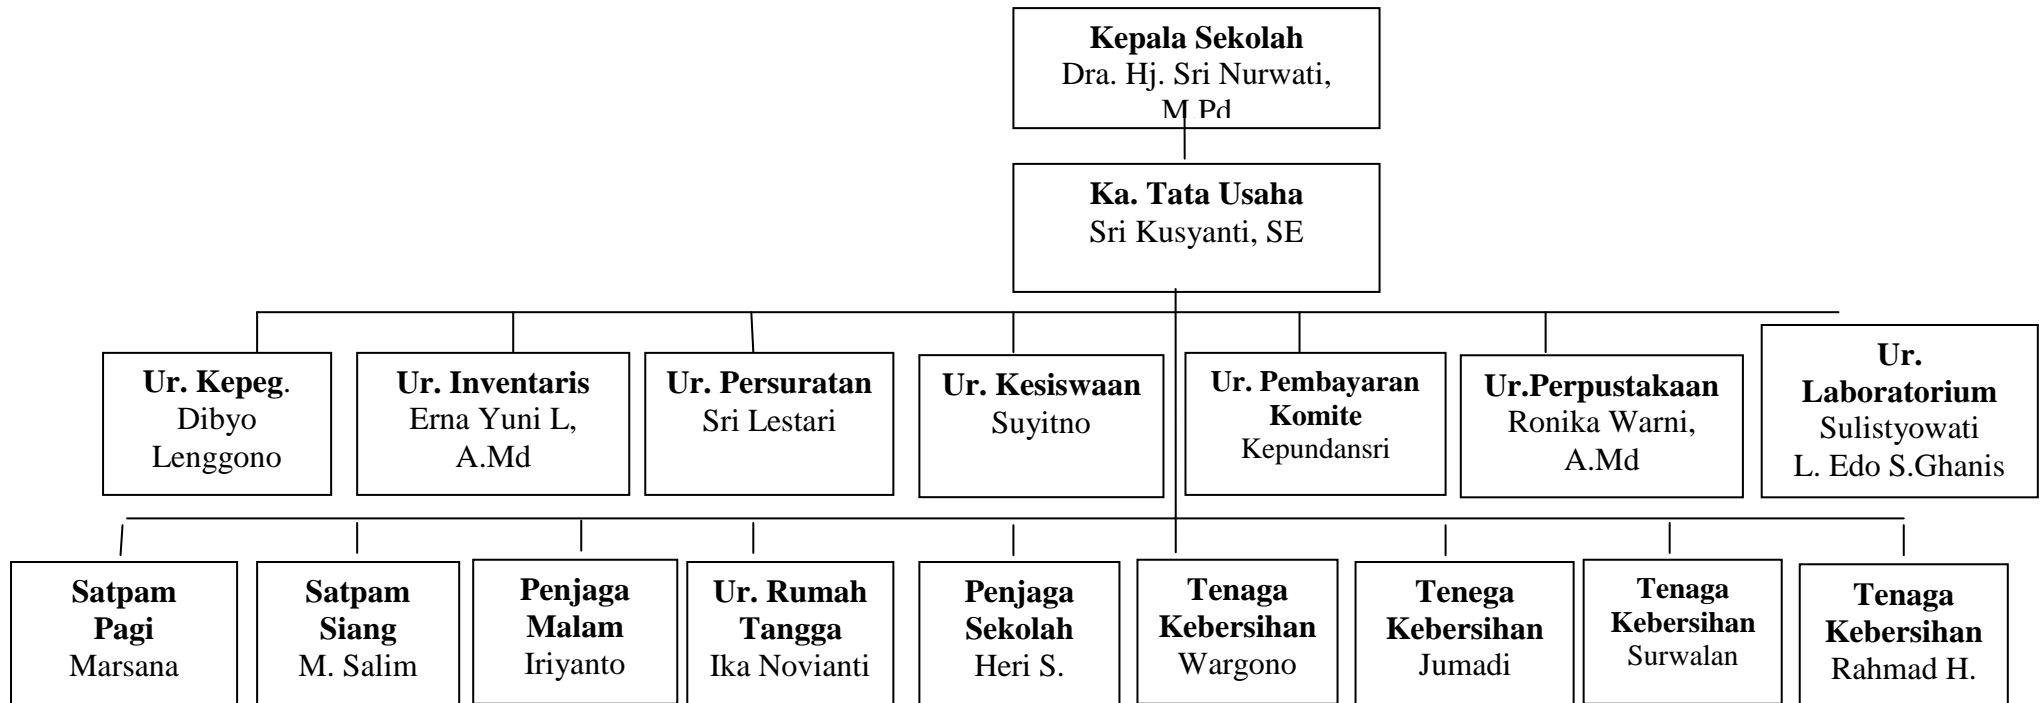 Kepala Sekolah
Dra. Hj. Sri Nurwati,
M.Pd
Ka. Tata Usaha
Sri Kusyanti, SE
Ur. Kepeg.
Dibyo
Lenggono
Ur. Inventaris
Erna Yuni L,
A.Md
Ur. Persuratan
Sri Lestari
Ur. Kesiswaan
Suyitno
Ur. Pembayaran
Komite
Kepundansri
Ur.Perpustakaan
Ronika Warni,
A.Md
Ur.
Laboratorium
Sulistyowati
L. Edo S.Ghanis
Satpam
Pagi
Marsana
Satpam
Siang
M. Salim
Penjaga
Malam
Iriyanto
Ur. Rumah
Tangga
Ika Novianti
Penjaga
Sekolah
Heri S.
Tenaga
Kebersihan
Wargono
Tenega
Kebersihan
Jumadi
Tenaga
Kebersihan
Surwalan
Tenaga
Kebersihan
Rahmad H.